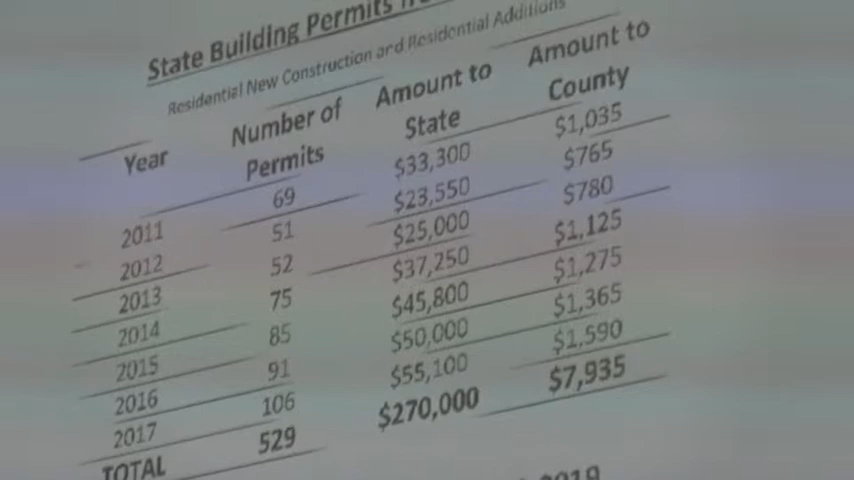 State Building Permits
Residential New Construction and Residential Additions
Year Number of Permits Amount to State Amount to County
2011 69 $33,300 $1,035
2012 51 $23,550 $765
2013 52 $25,000 $780
2014 75 $37,250 $1,125
2015 85 $45,800 $1,275
2016 91 $50,000 $1,365
2017 106 $55,100 $1,590
TOTAL 529 $270,000 $7,935
2019